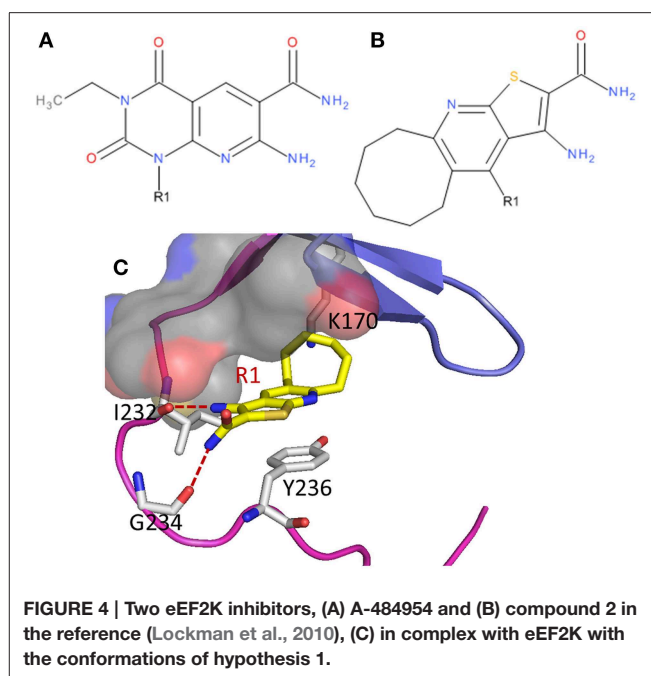 A
B
O
O
NH₂
H₃C
N
O
N
N
NH₂
R1
S
O
NH₂
N
NH₂
R1
C
K170
R1
I232
Y236
G234
FIGURE 4 | Two eEF2K inhibitors, (A) A-484954 and (B) compound 2 in
the reference (Lockman et al., 2010), (C) in complex with eEF2K with
the conformations of hypothesis 1.